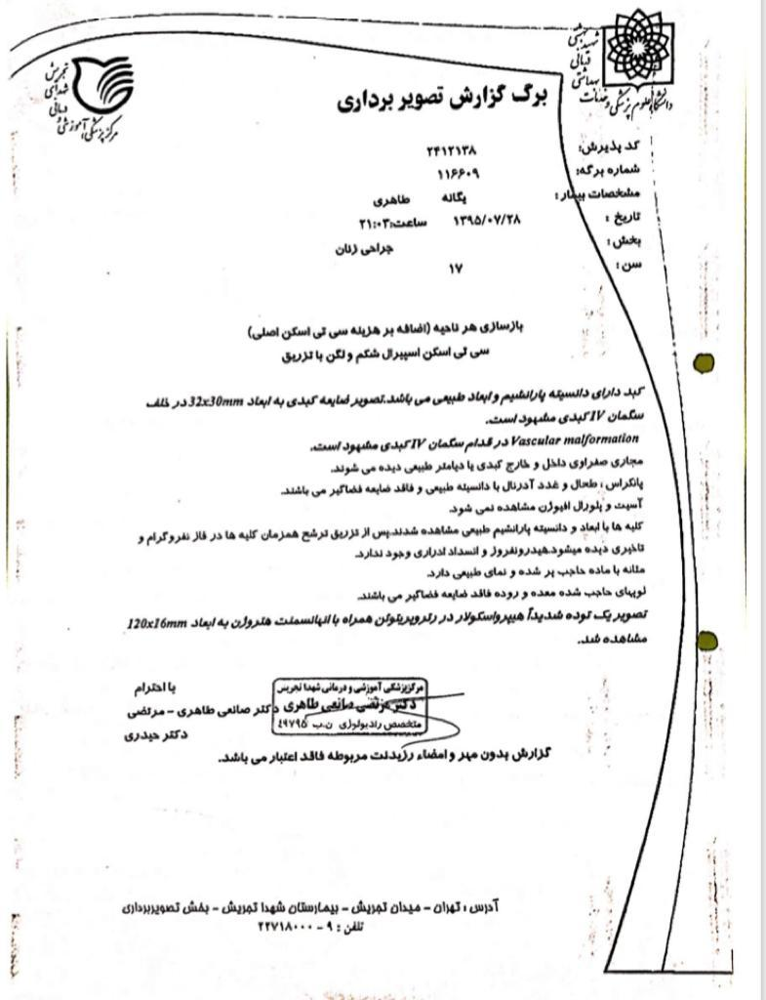 دانشگاه علوم پزشکی و خدمات
بهداشتی
درمانی
شهید
بهشتی
مرکز پزشکی، آموزشی و
درمانی
شهدای
تجریش
برگ گزارش تصویر برداری
کد پذیرش: ۲۴۱۲۱۳۸
شماره برگه: ۱۱۶۶۰۹
مشخصات بیمار: یگانه طاهری
تاریخ : ۱۳۹۵/۰۷/۲۸ ساعت:۲۱:۰۳
بخش: جراحی زنان
سن: ۱۷
بازسازی هر ناحیه (اضافه بر هزینه سی تی اسکن اصلی)
سی تی اسکن اسپیرال شکم و لگن با تزریق
کبد دارای دانسیته پارانشیم و ابعاد طبیعی می باشد.تصویر ضایعه کبدی به ابعاد 32x30mm در خلف
سگمان IV کبدی مشهود است.
Vascular malformation در قدام سگمان IV کبدی مشهود است.
مجاری صفراوی داخل و خارج کبدی با دیامتر طبیعی دیده می شوند.
پانکراس ، طحال و غدد آدرنال با دانسیته طبیعی و فاقد ضایعه فضاگیر می باشند.
آسیت و پلورال افیوژن مشاهده نمی شود.
کلیه ها با ابعاد و دانسیته پارانشیم طبیعی مشاهده شدند.پس از تزریق ترشح همزمان کلیه ها در فاز نفروگرام و
تاخیری دیده میشود.هیدرونفروز و انسداد ادراری وجود ندارد.
مثانه با ماده حاجب پر شده و نمای طبیعی دارد.
لوپهای حاجب شده معده و روده فاقد ضایعه فضاگیر می باشند.
تصویر یک توده شدیداً هیپرواسکولار در رتروپریتوئن همراه با انهانسمنت هتروژن به ابعاد 120x16mm
مشاهده شد.
با احترام
دکتر صانعی طاهری - مرتضی
دکتر حیدری
مرکز پزشکی آموزشی و درمانی شهدا تجریش
دکتر مرتضی صانعی طاهری
متخصص رادیولوژی ن.پ ۴۹۷۹۵
گزارش بدون مهر و امضاء رزیدنت مربوطه فاقد اعتبار می باشد.
آدرس : تهران - میدان تجریش - بیمارستان شهدا تجریش - بخش تصویربرداری
تلفن : ۹ - ۲۲۷۱۸۰۰۰